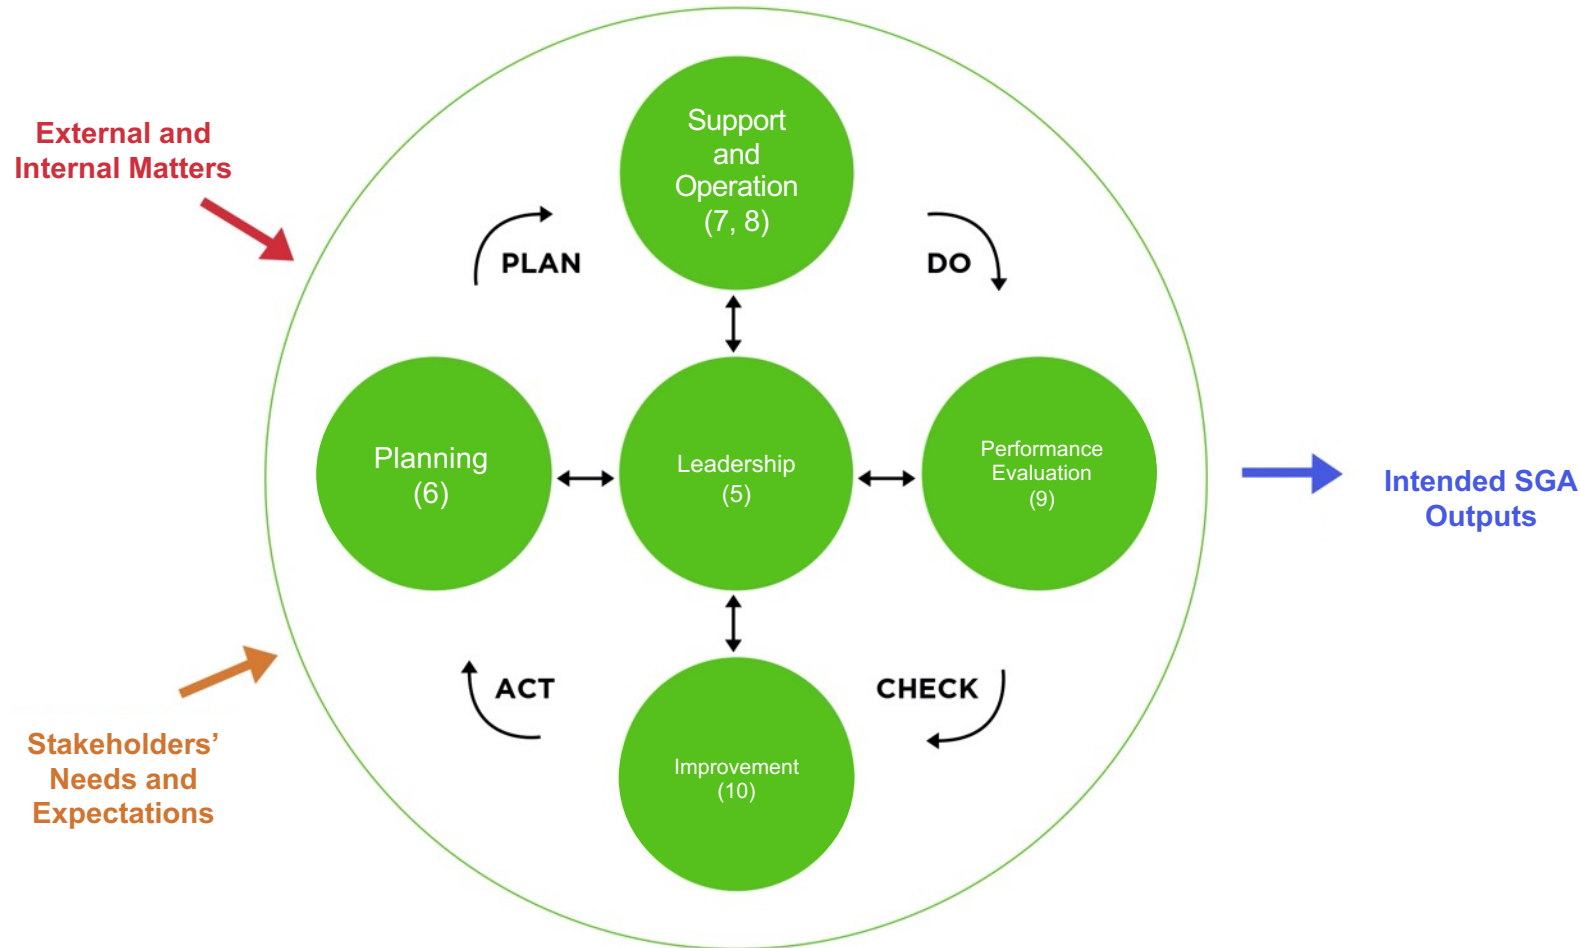 Support
and
Operation
(7, 8)
External and
Internal Matters
PLAN
DO
Planning
(6)
Leadership
(5)
Performance
Evaluation
(9)
Intended SGA
Outputs
ACT
CHECK
Stakeholders’
Needs and
Expectations
Improvement
(10)